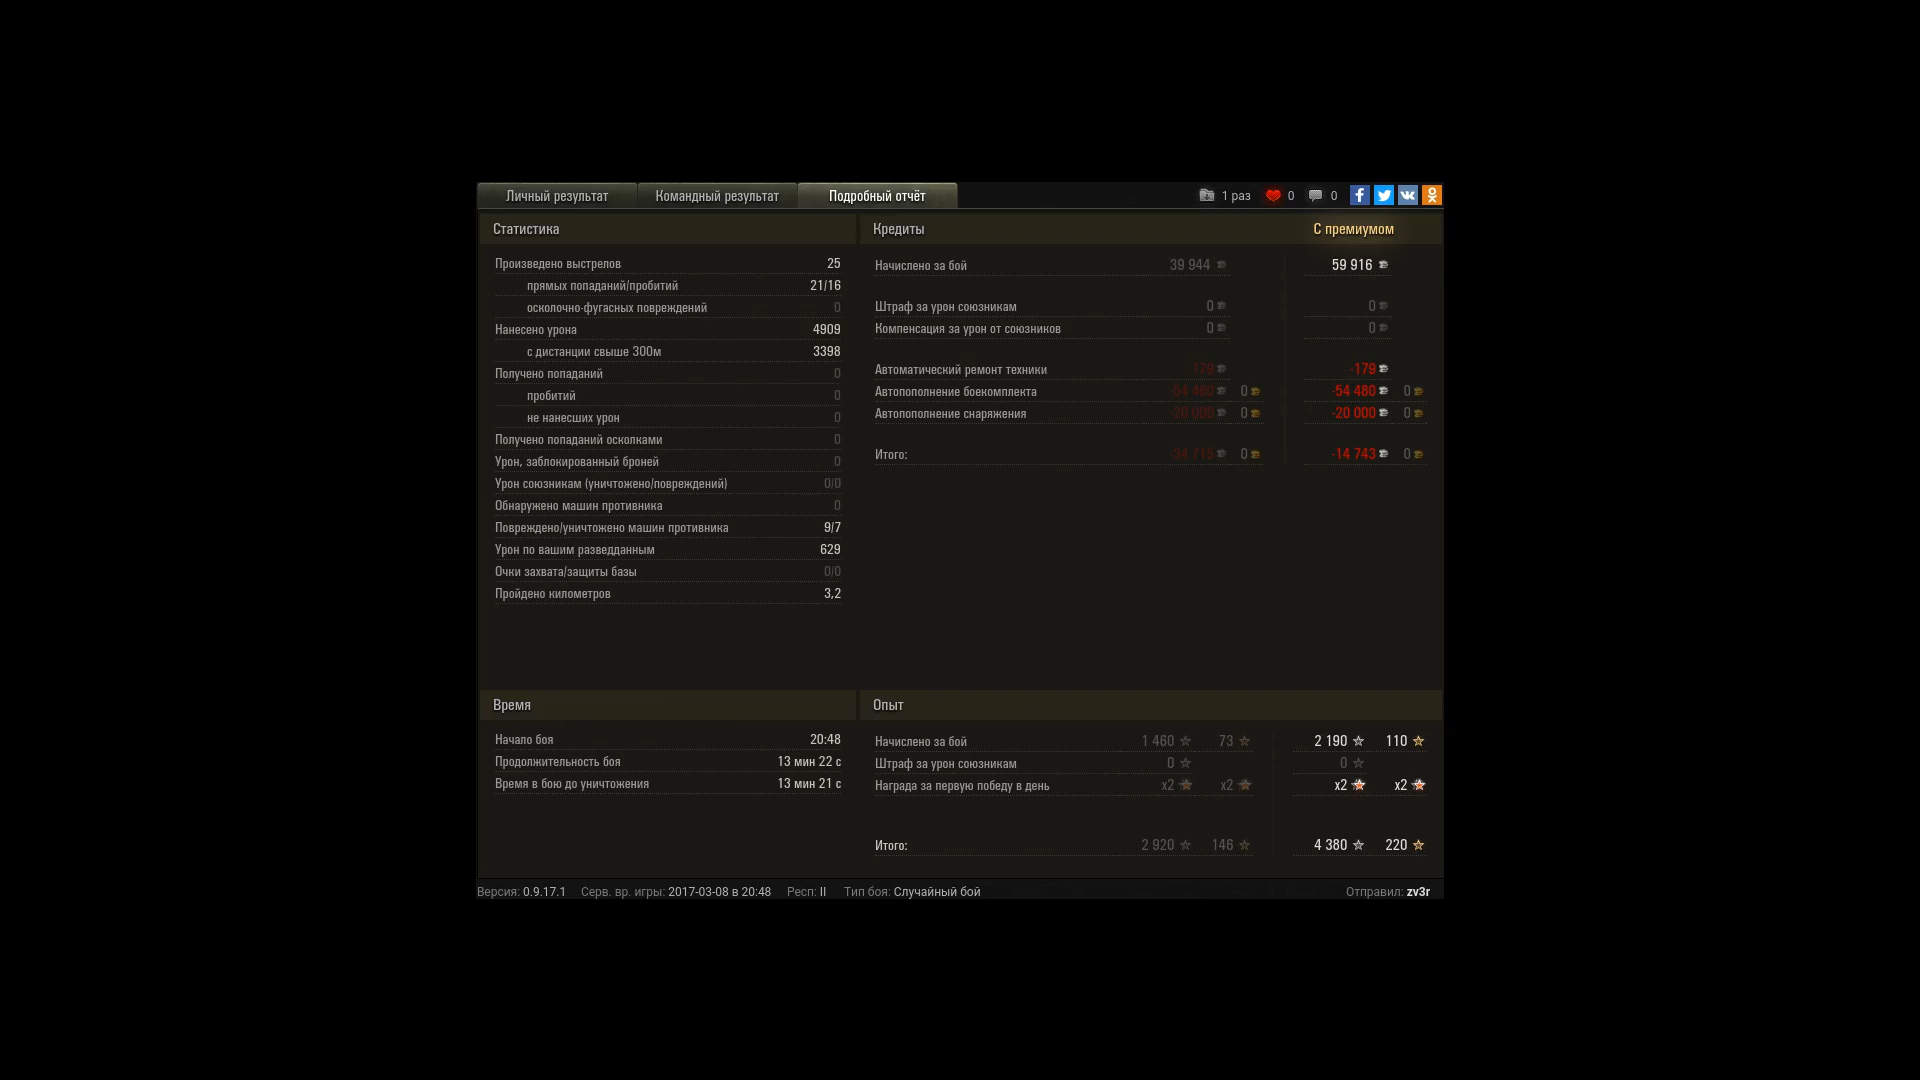 Личный результат Командный результат Подробный отчёт 1 раз 0 0
Статистика
Произведено выстрелов 25
прямых попаданий/пробитий 21/16
осколочно-фугасных повреждений 0
Нанесено урона 4909
с дистанции свыше 300м 3398
Получено попаданий 0
пробитий 0
не нанесших урон 0
Получено попаданий осколками 0
Урон, заблокированный броней 0
Урон союзникам (уничтожено/повреждений) 0/0
Обнаружено машин противника 0
Повреждено/уничтожено машин противника 9/7
Урон по вашим разведданным 629
Очки захвата/защиты базы 0/0
Пройдено километров 3,2
Кредиты С премиумом
Начислено за бой 39 944 59 916
Штраф за урон союзникам 0 0
Компенсация за урон от союзников 0 0
Автоматический ремонт техники -179 -179
Автопополнение боекомплекта -54 480 0 -54 480 0
Автопополнение снаряжения -20 000 0 -20 000 0
Итого: -34 715 0 -14 743 0
Время
Начало боя 20:48
Продолжительность боя 13 мин 22 с
Время в бою до уничтожения 13 мин 21 с
Опыт
Начислено за бой 1 460 73 2 190 110
Штраф за урон союзникам 0 0
Награда за первую победу в день x2 x2 x2 x2
Итого: 2 920 146 4 380 220
Версия: 0.9.17.1 Серв. вр. игры: 2017-03-08 в 20:48 Респ: II Тип боя: Случайный бой Отправил: zv3r